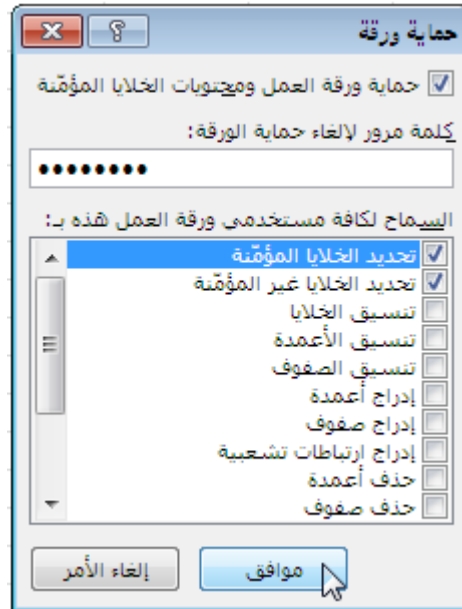 حماية ورقة
حماية ورقة العمل ومحتويات الخلايا المؤمّنة
كلمة مرور لإلغاء حماية الورقة:
السماح لكافة مستخدمي ورقة العمل هذه بـ:
تحديد الخلايا المؤمّنة
تحديد الخلايا غير المؤمّنة
تنسيق الخلايا
تنسيق الأعمدة
تنسيق الصفوف
إدراج أعمدة
إدراج صفوف
إدراج ارتباطات تشعبية
حذف أعمدة
حذف صفوف
موافق
إلغاء الأمر